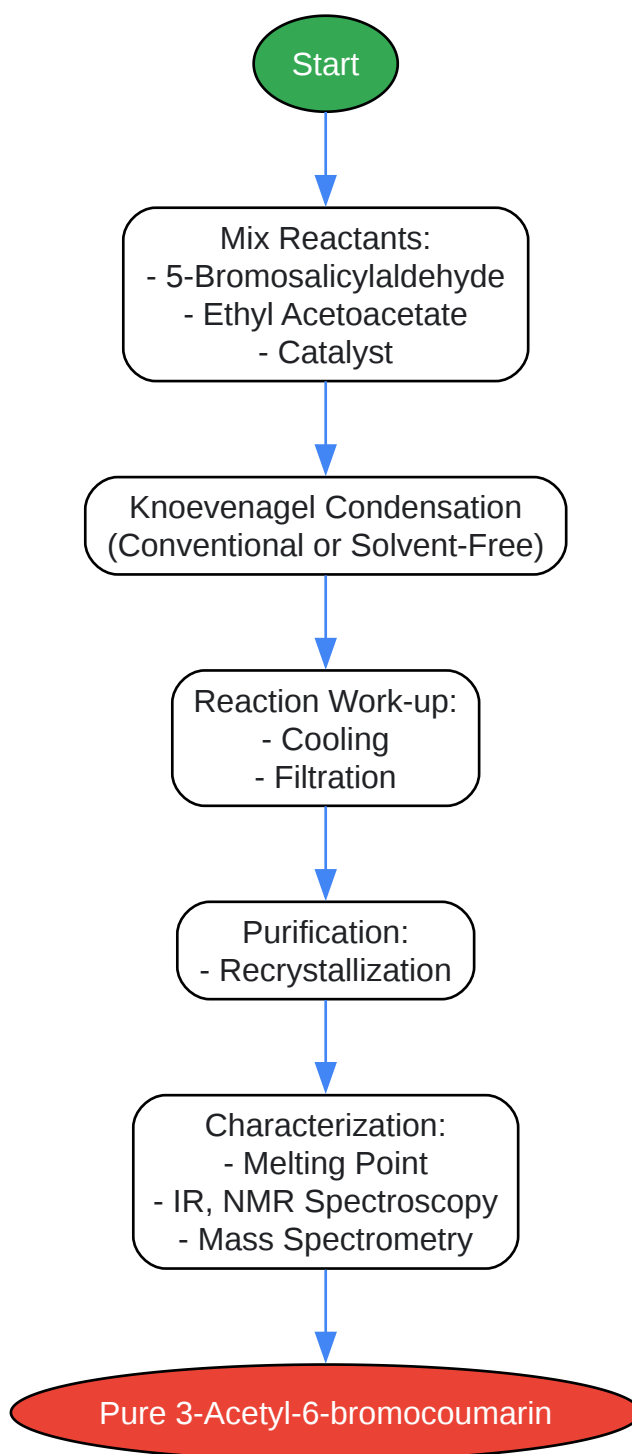 Start
Mix Reactants:
- 5-Bromosalicylaldehyde
- Ethyl Acetoacetate
- Catalyst
Knoevenagel Condensation
(Conventional or Solvent-Free)
Reaction Work-up:
- Cooling
- Filtration
Purification:
- Recrystallization
Characterization:
- Melting Point
- IR, NMR Spectroscopy
- Mass Spectrometry
Pure 3-Acetyl-6-bromocoumarin